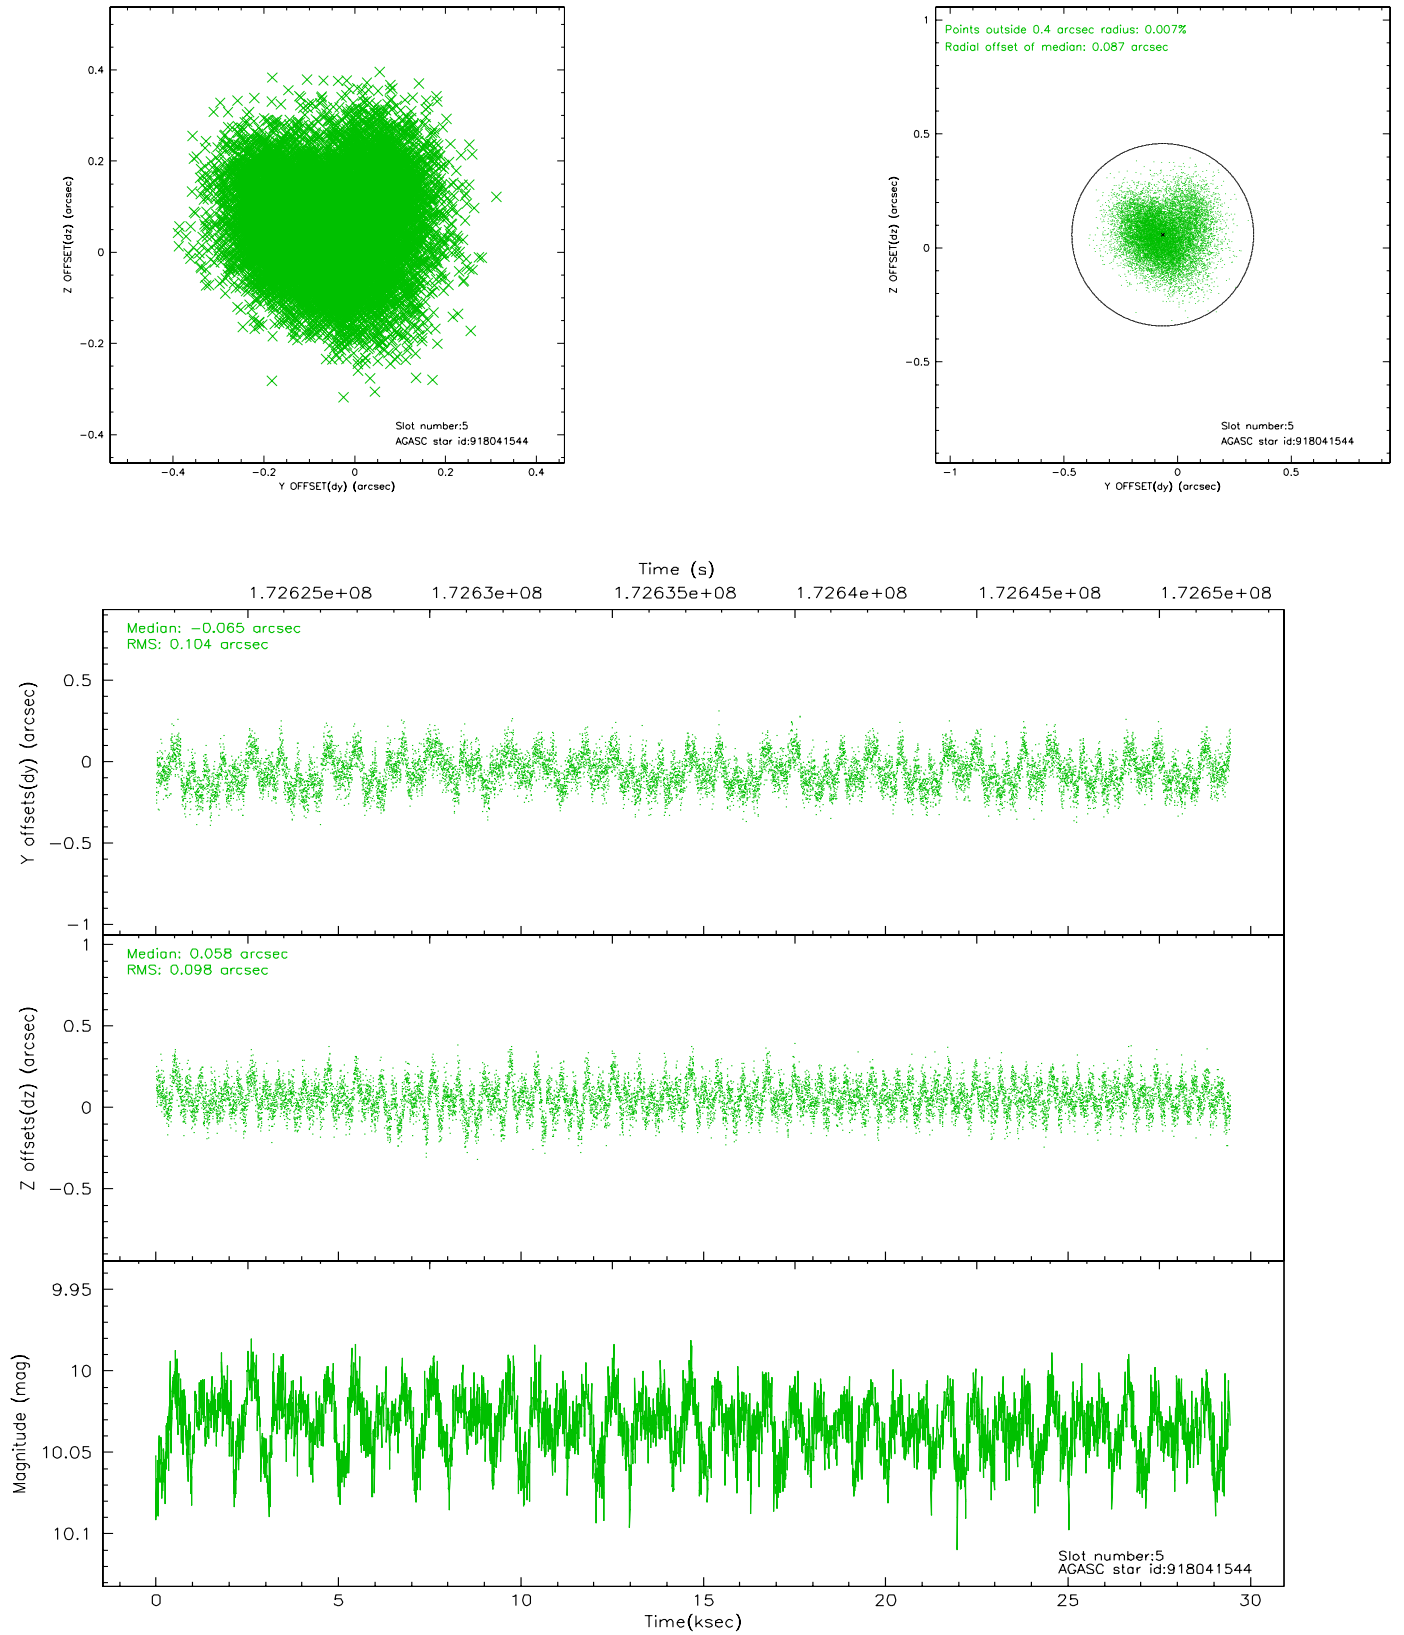 0.4
0.2
0
−0.2
−0.4
Z OFFSET(dz) (arcsec)
−0.4 −0.2 0 0.2 0.4
Y OFFSET(dy) (arcsec)
Slot number:5
AGASC star id:918041544
Points outside 0.4 arcsec radius: 0.007%
Radial offset of median: 0.087 arcsec
1
0.5
0
−0.5
Z OFFSET(dz) (arcsec)
Slot number:5
AGASC star id:918041544
−1 −0.5 0 0.5
Y OFFSET(dy) (arcsec)
Time (s)
1.72625e+08 1.7263e+08 1.72635e+08 1.7264e+08 1.72645e+08 1.7265e+08
Median: −0.065 arcsec
RMS: 0.104 arcsec
0.5
0
−0.5
−1
Y offsets(dy) (arcsec)
Median: 0.058 arcsec
RMS: 0.098 arcsec
1
0.5
0
−0.5
Z offsets(dz) (arcsec)
9.95
10
10.05
10.1
Magnitude (mag)
Slot number:5
AGASC star id:918041544
0 5 10 15 20 25 30
Time(ksec)